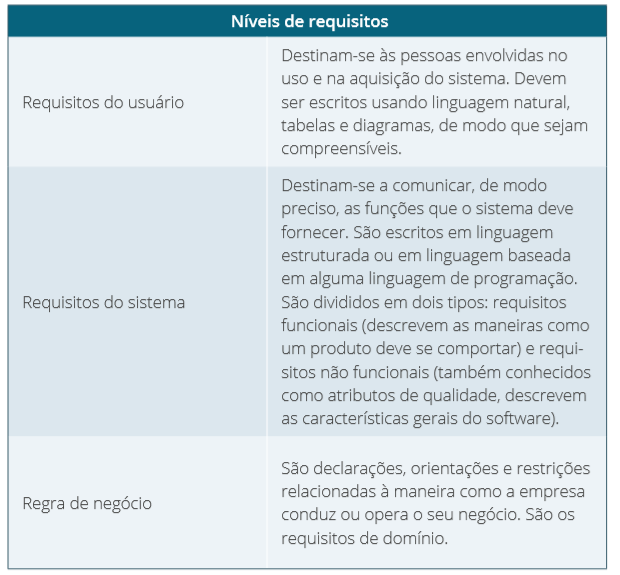 Níveis de requisitos
Requisitos do usuário
Destinam-se às pessoas envolvidas no
uso e na aquisição do sistema. Devem
ser escritos usando linguagem natural,
tabelas e diagramas, de modo que sejam
compreensíveis.
Requisitos do sistema
Destinam-se a comunicar, de modo
preciso, as funções que o sistema deve
fornecer. São escritos em linguagem
estruturada ou em linguagem baseada
em alguma linguagem de programação.
São divididos em dois tipos: requisitos
funcionais (descrevem as maneiras como
um produto deve se comportar) e requi-
sitos não funcionais (também conhecidos
como atributos de qualidade, descrevem
as características gerais do software).
Regra de negócio
São declarações, orientações e restrições
relacionadas à maneira como a empresa
conduz ou opera o seu negócio. São os
requisitos de domínio.